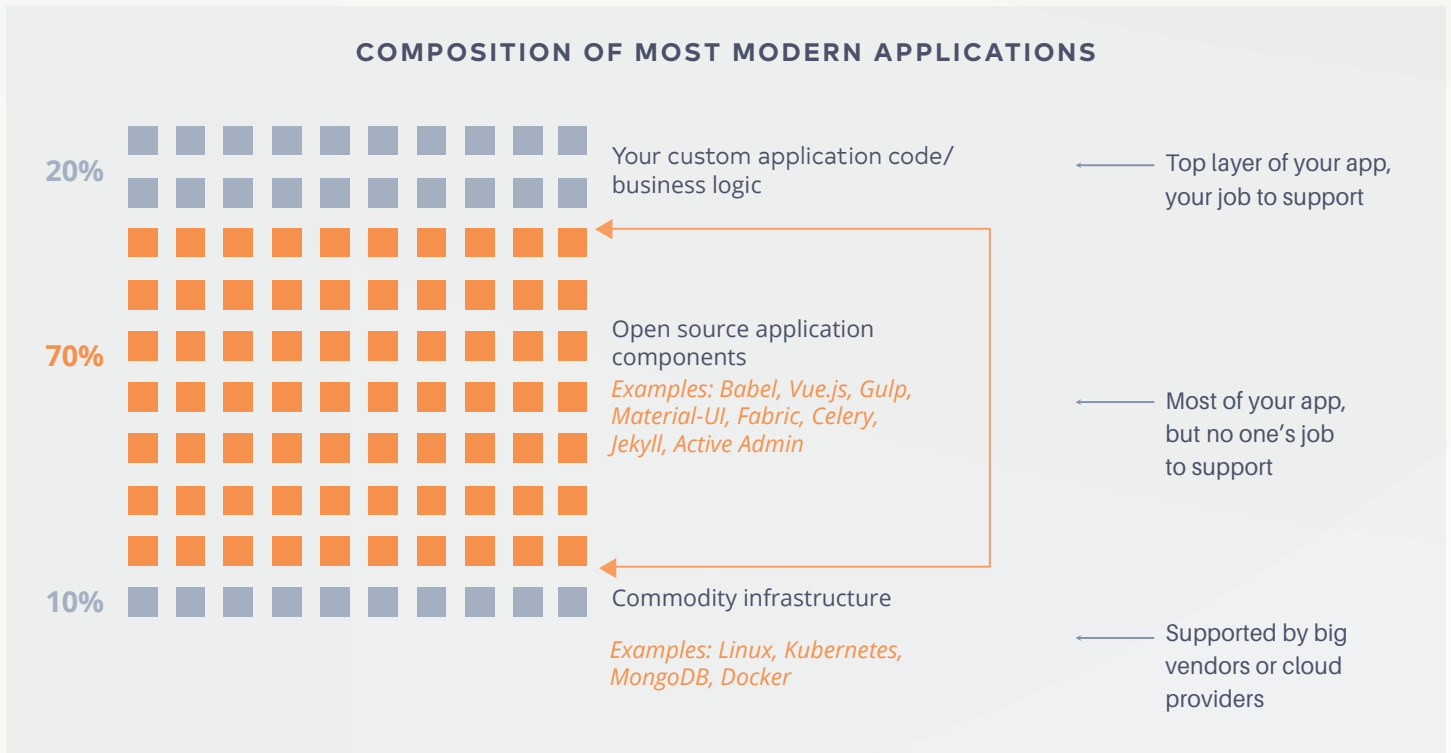 COMPOSITION OF MOST MODERN APPLICATIONS
20%
Your custom application code/
business logic
Top layer of your app,
your job to support
70%
Open source application
components
Examples: Babel, Vue.js, Gulp,
Material-UI, Fabric, Celery,
Jekyll, Active Admin
Most of your app,
but no one’s job
to support
10%
Commodity infrastructure
Examples: Linux, Kubernetes,
MongoDB, Docker
Supported by big
vendors or cloud
providers